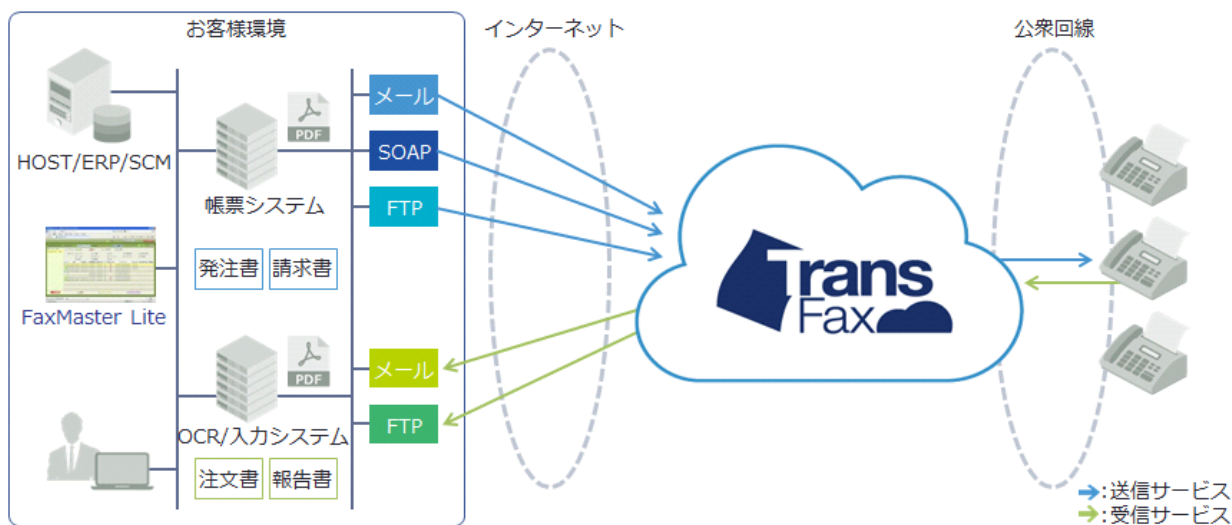 お客様環境
インターネット
公衆回線
メール
PDF
SOAP
HOST/ERP/SCM
帳票システム
FTP
発注書 請求書
FaxMaster Lite
Trans
Fax
PDF
メール
FTP
OCR/入力システム
注文書 報告書
:送信サービス
:受信サービス